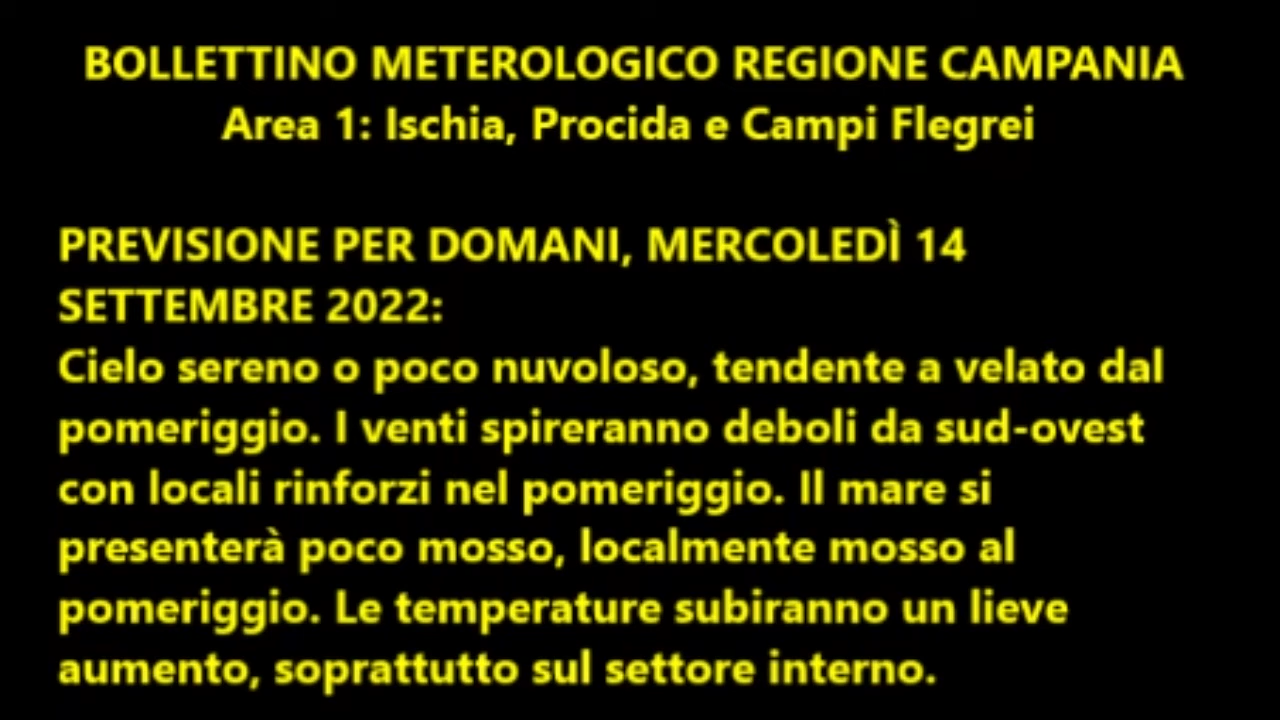 BOLLETTINO METEROLOGICO REGIONE CAMPANIA
Area 1: Ischia, Procida e Campi Flegrei
PREVISIONE PER DOMANI, MERCOLEDÌ 14
SETTEMBRE 2022:
Cielo sereno o poco nuvoloso, tendente a velato dal
pomeriggio. I venti spireranno deboli da sud-ovest
con locali rinforzi nel pomeriggio. Il mare si
presenterà poco mosso, localmente mosso al
pomeriggio. Le temperature subiranno un lieve
aumento, soprattutto sul settore interno.